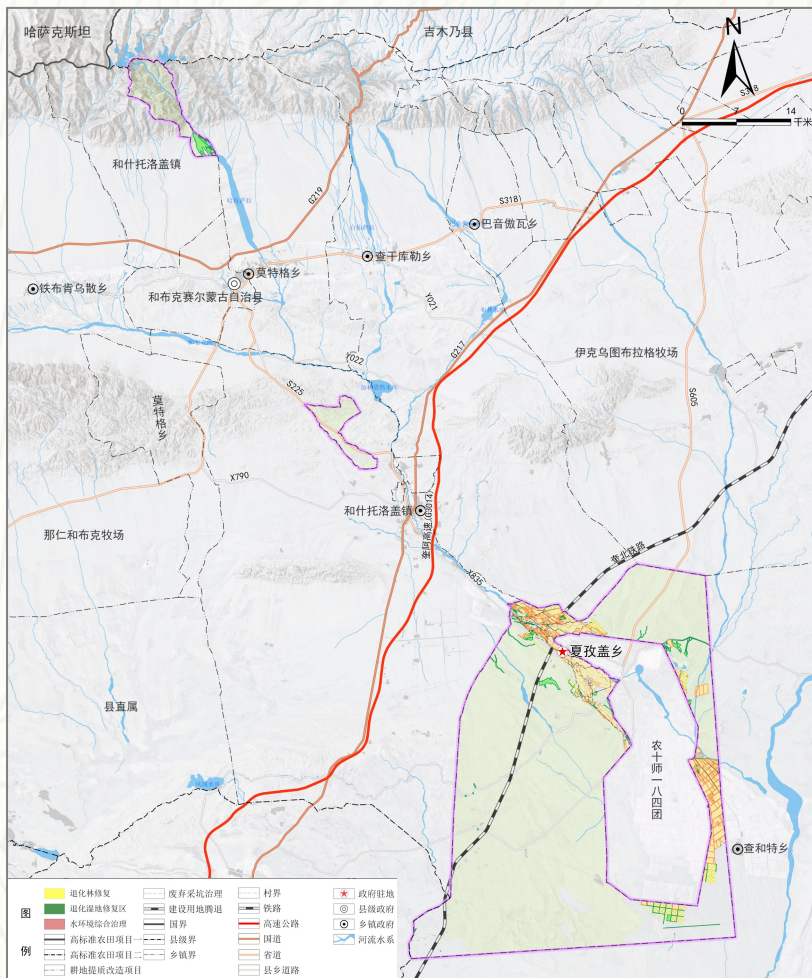 哈萨克斯坦
吉木乃县
N
S318
0 7 14
千米
和什托洛盖镇
G219
S318
巴音傲瓦乡
查干库勒乡
莫特格乡
铁布肯乌散乡
和布克赛尔蒙古自治县
Y021
G217
Y022
伊克乌图布拉格牧场
S225
S605
莫特格乡
X790
和什托洛盖镇
奎阿高速(G3014)
那仁和布克牧场
奎北铁路
X835
夏孜盖乡
县直属
农十师一八四团
查和特乡
图例
退化林修复
退化湿地修复区
水环境综合治理
高标准农田项目一
高标准农田项目二
耕地提质改造项目
废弃采坑治理
建设用地腾退
国界
县级界
乡镇界
村界
铁路
高速公路
国道
省道
县乡道路
政府驻地
县级政府
乡镇政府
河流水系